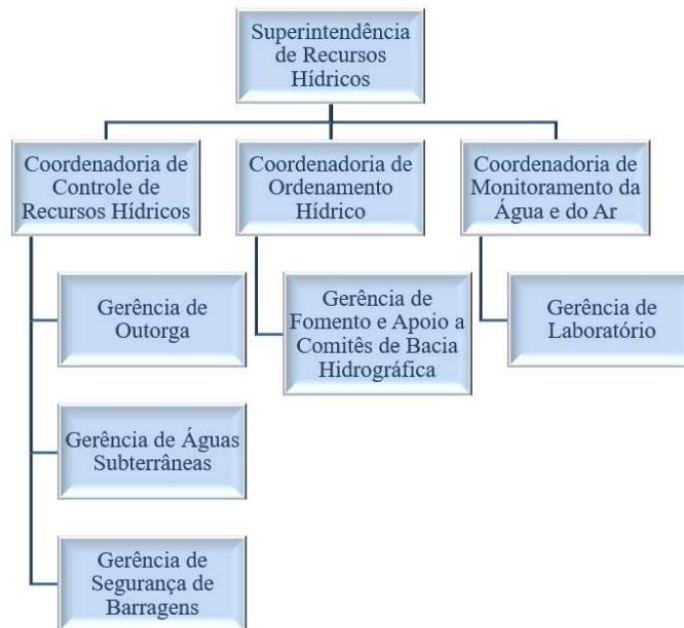 Superintendência
de Recursos
Hídricos
Coordenadoria de
Controle de
Recursos Hídricos
Coordenadoria de
Ordenamento
Hídrico
Coordenadoria de
Monitoramento da
Água e do Ar
Gerência de
Outorga
Gerência de
Fomento e Apoio a
Comitês de Bacia
Hidrográfica
Gerência de
Laboratório
Gerência de Águas
Subterrâneas
Gerência de
Segurança de
Barragens